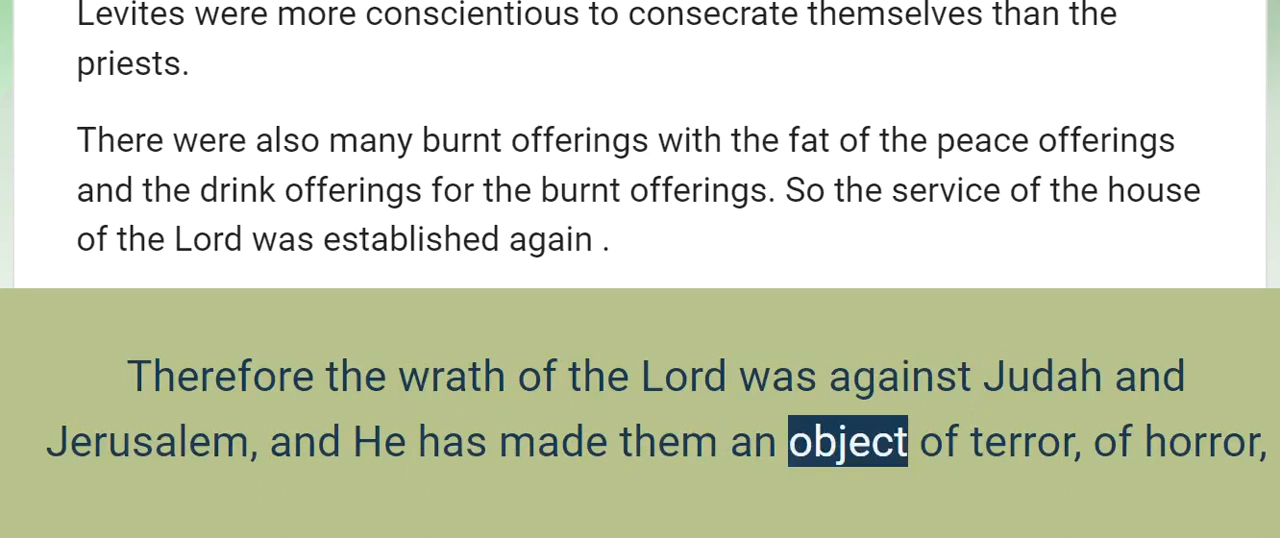 Levites were more conscientious to consecrate themselves than the
priests.
There were also many burnt offerings with the fat of the peace offerings
and the drink offerings for the burnt offerings. So the service of the house
of the Lord was established again .
Therefore the wrath of the Lord was against Judah and
Jerusalem, and He has made them an object of terror, of horror,